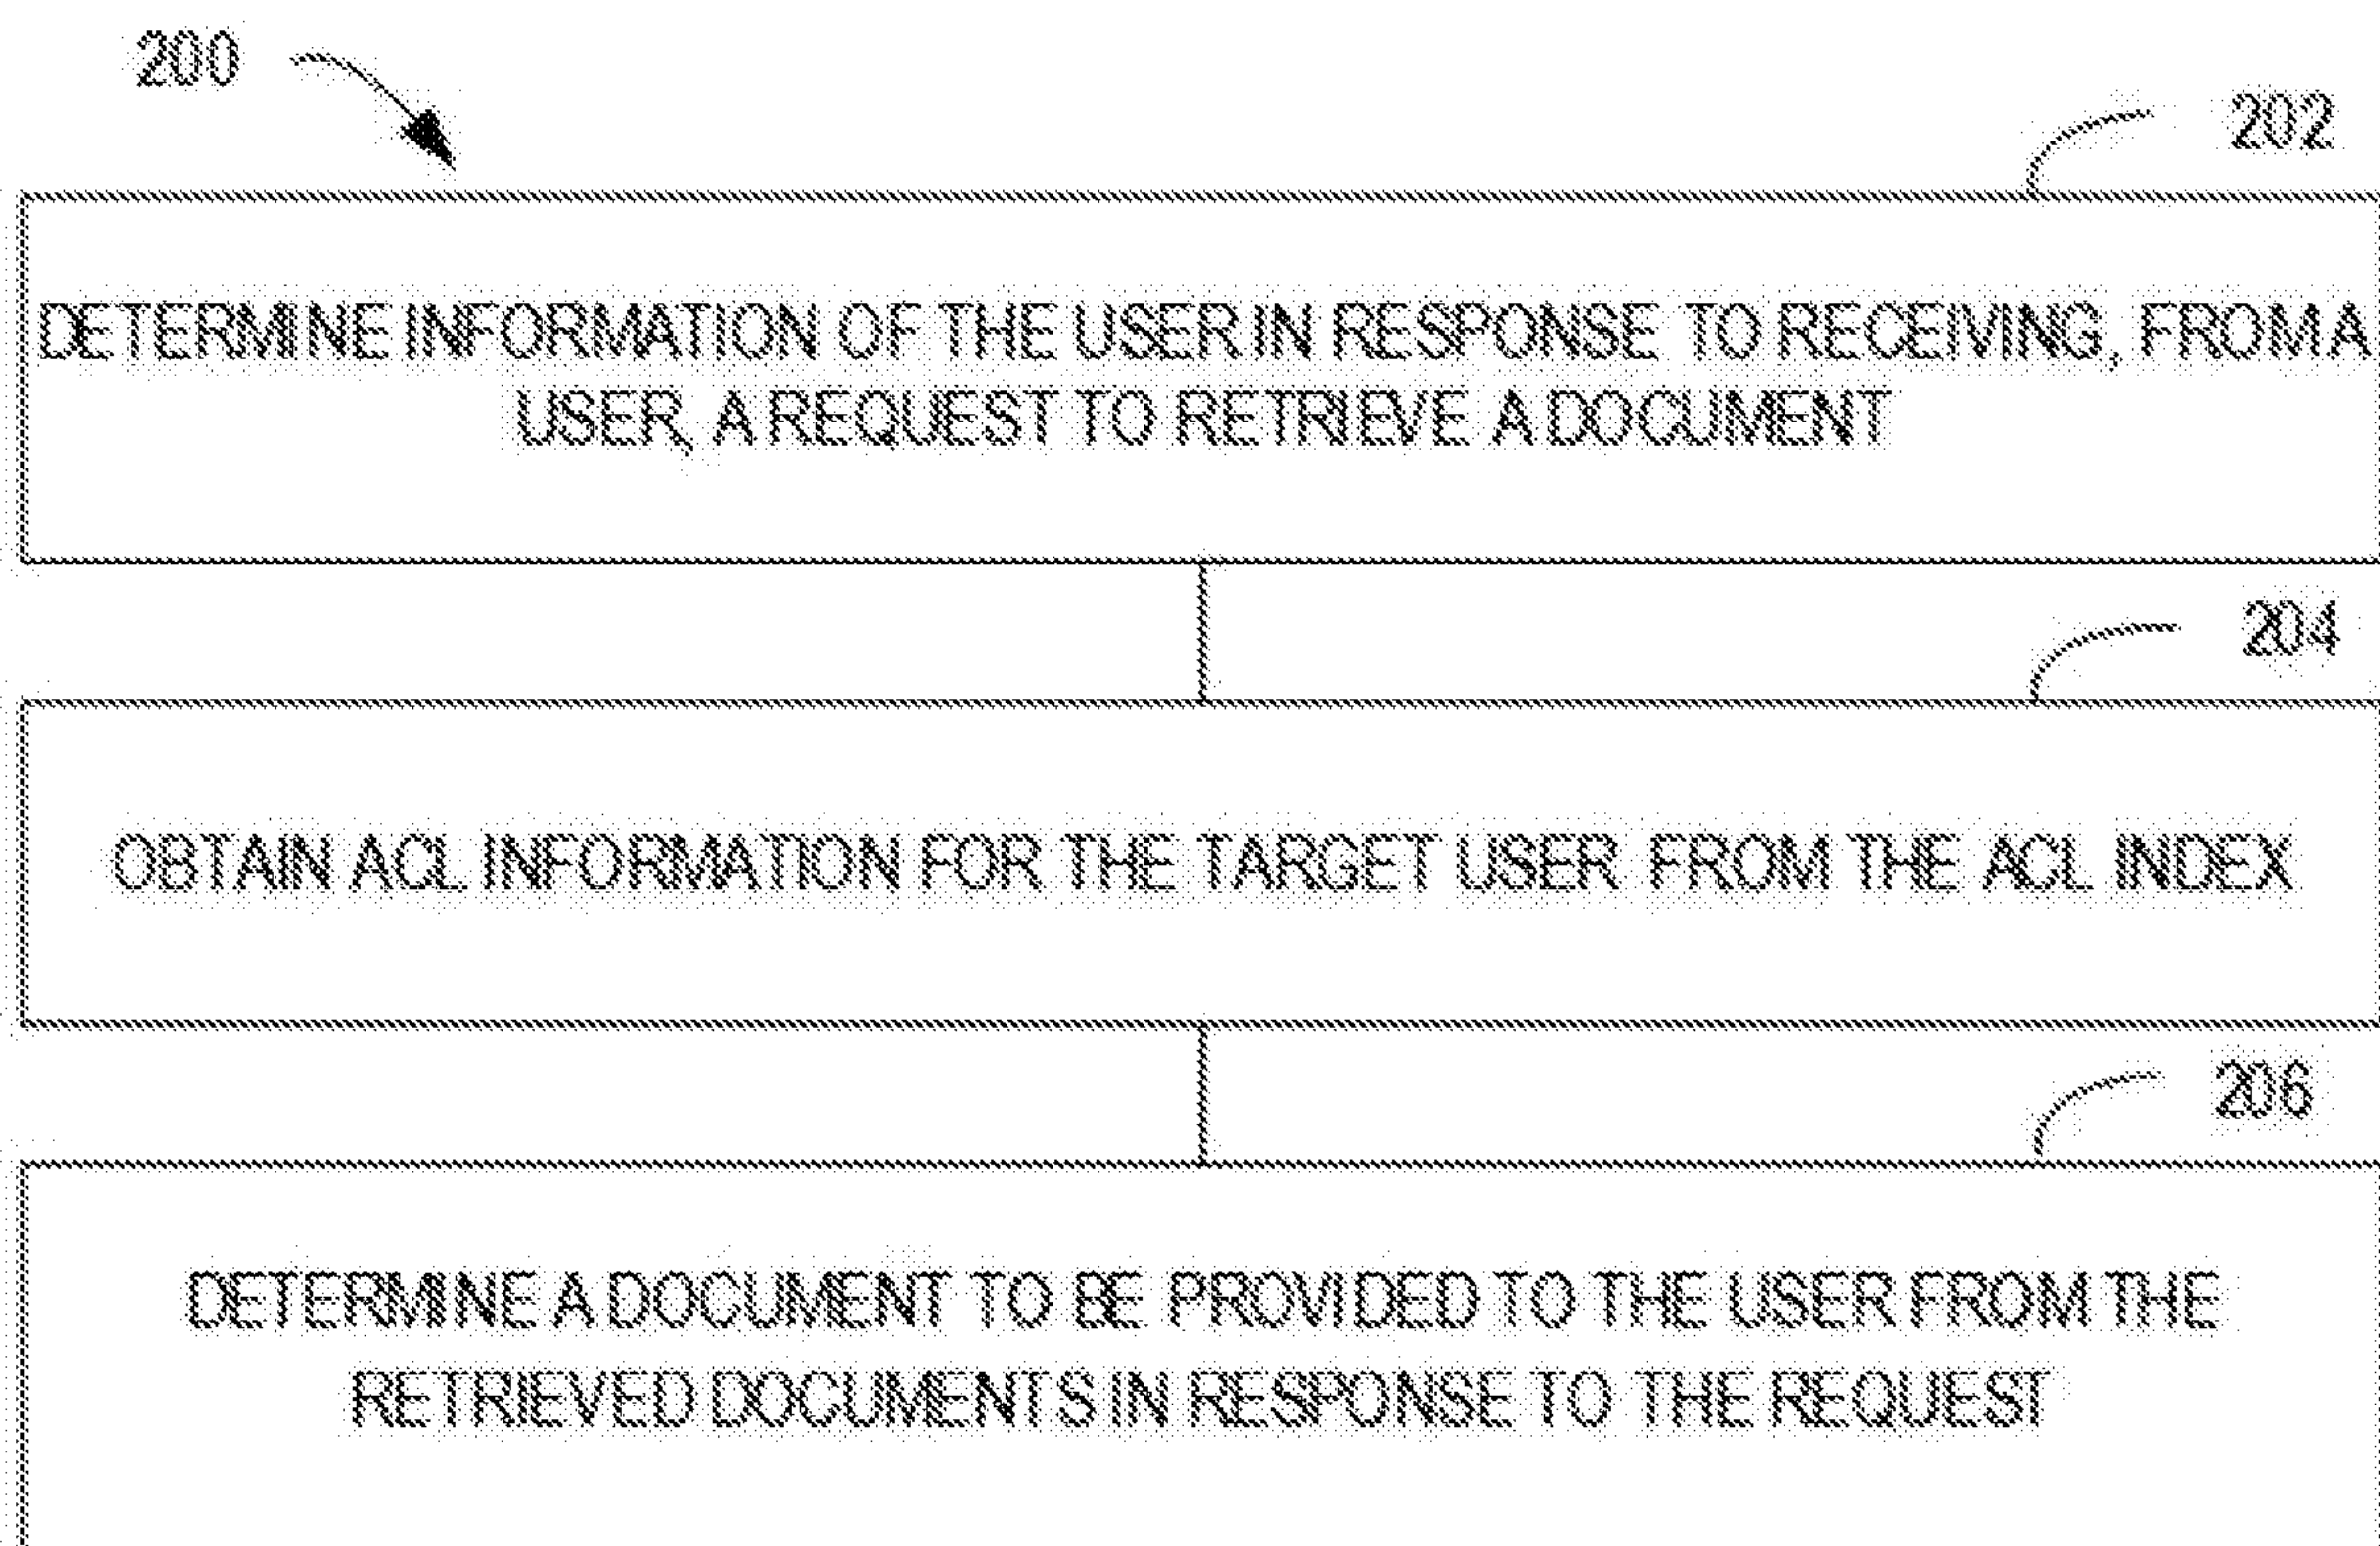 200
202
DETERMINE INFORMATION OF THE USER IN RESPONSE TO RECEIVING, FROM A
USER, A REQUEST TO RETRIEVE A DOCUMENT
204
OBTAIN ACL INFORMATION FOR THE TARGET USER FROM THE ACL INDEX
206
DETERMINE A DOCUMENT TO BE PROVIDED TO THE USER FROM THE
RETRIEVED DOCUMENTS IN RESPONSE TO THE REQUEST